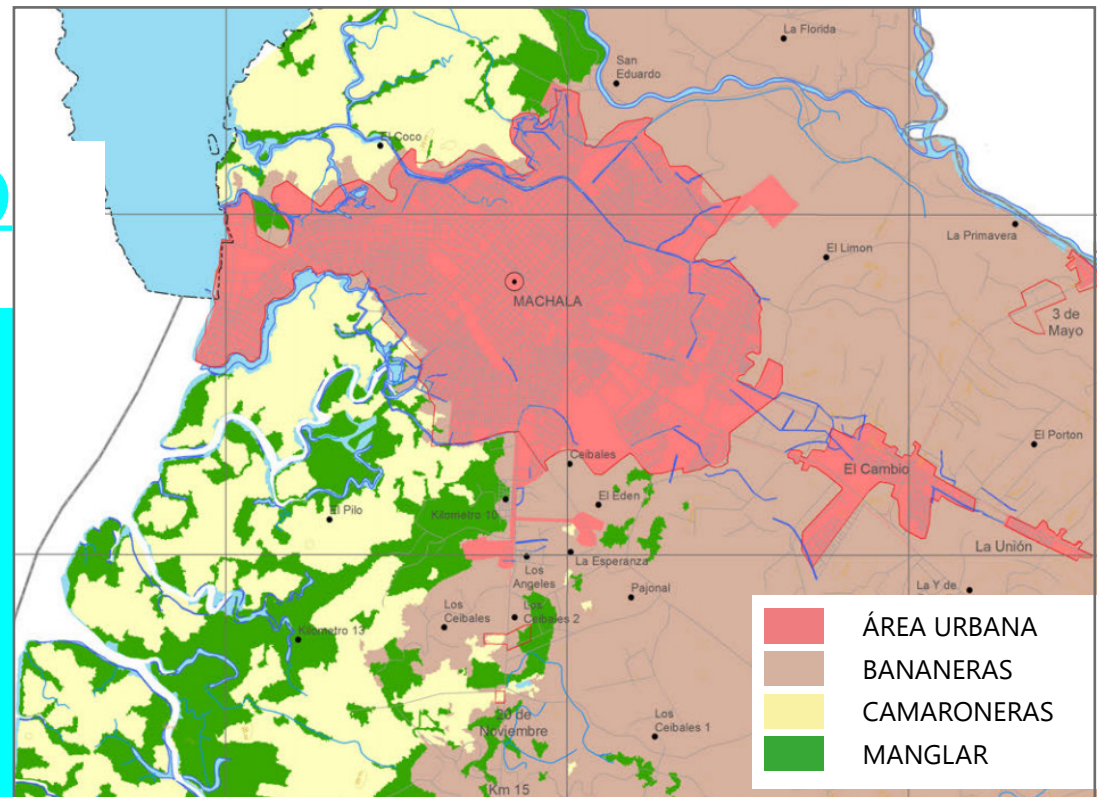 La Florida
San
Eduardo
El Coco
La Primavera
El Limon
MACHALA
3 de
Mayo
El Porton
Ceibales
El Cambio
El Eden
Kilometro 10
El Pilo
La Unión
La Esperanza
Los
Angeles
Pajonal
La Y de
Los
Ceibales
Los
Ceibales 2
Kilometro 13
20 de
Noviembre
Los
Ceibales 1
Km 15
ÁREA URBANA
BANANERAS
CAMARONERAS
MANGLAR